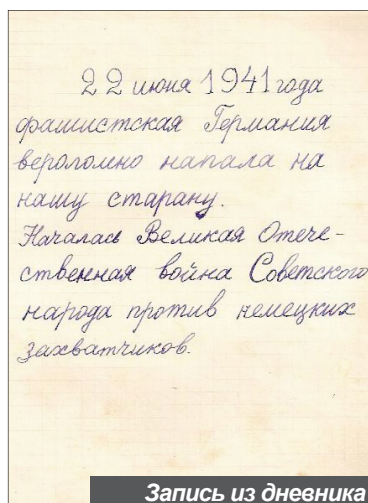 22 июня 1941 года
фашистская Германия
вероломно напала на
нашу старану.
Началась Великая Отече-
ственная война Советского
народа против немецких
захватчиков.
Запись из дневника